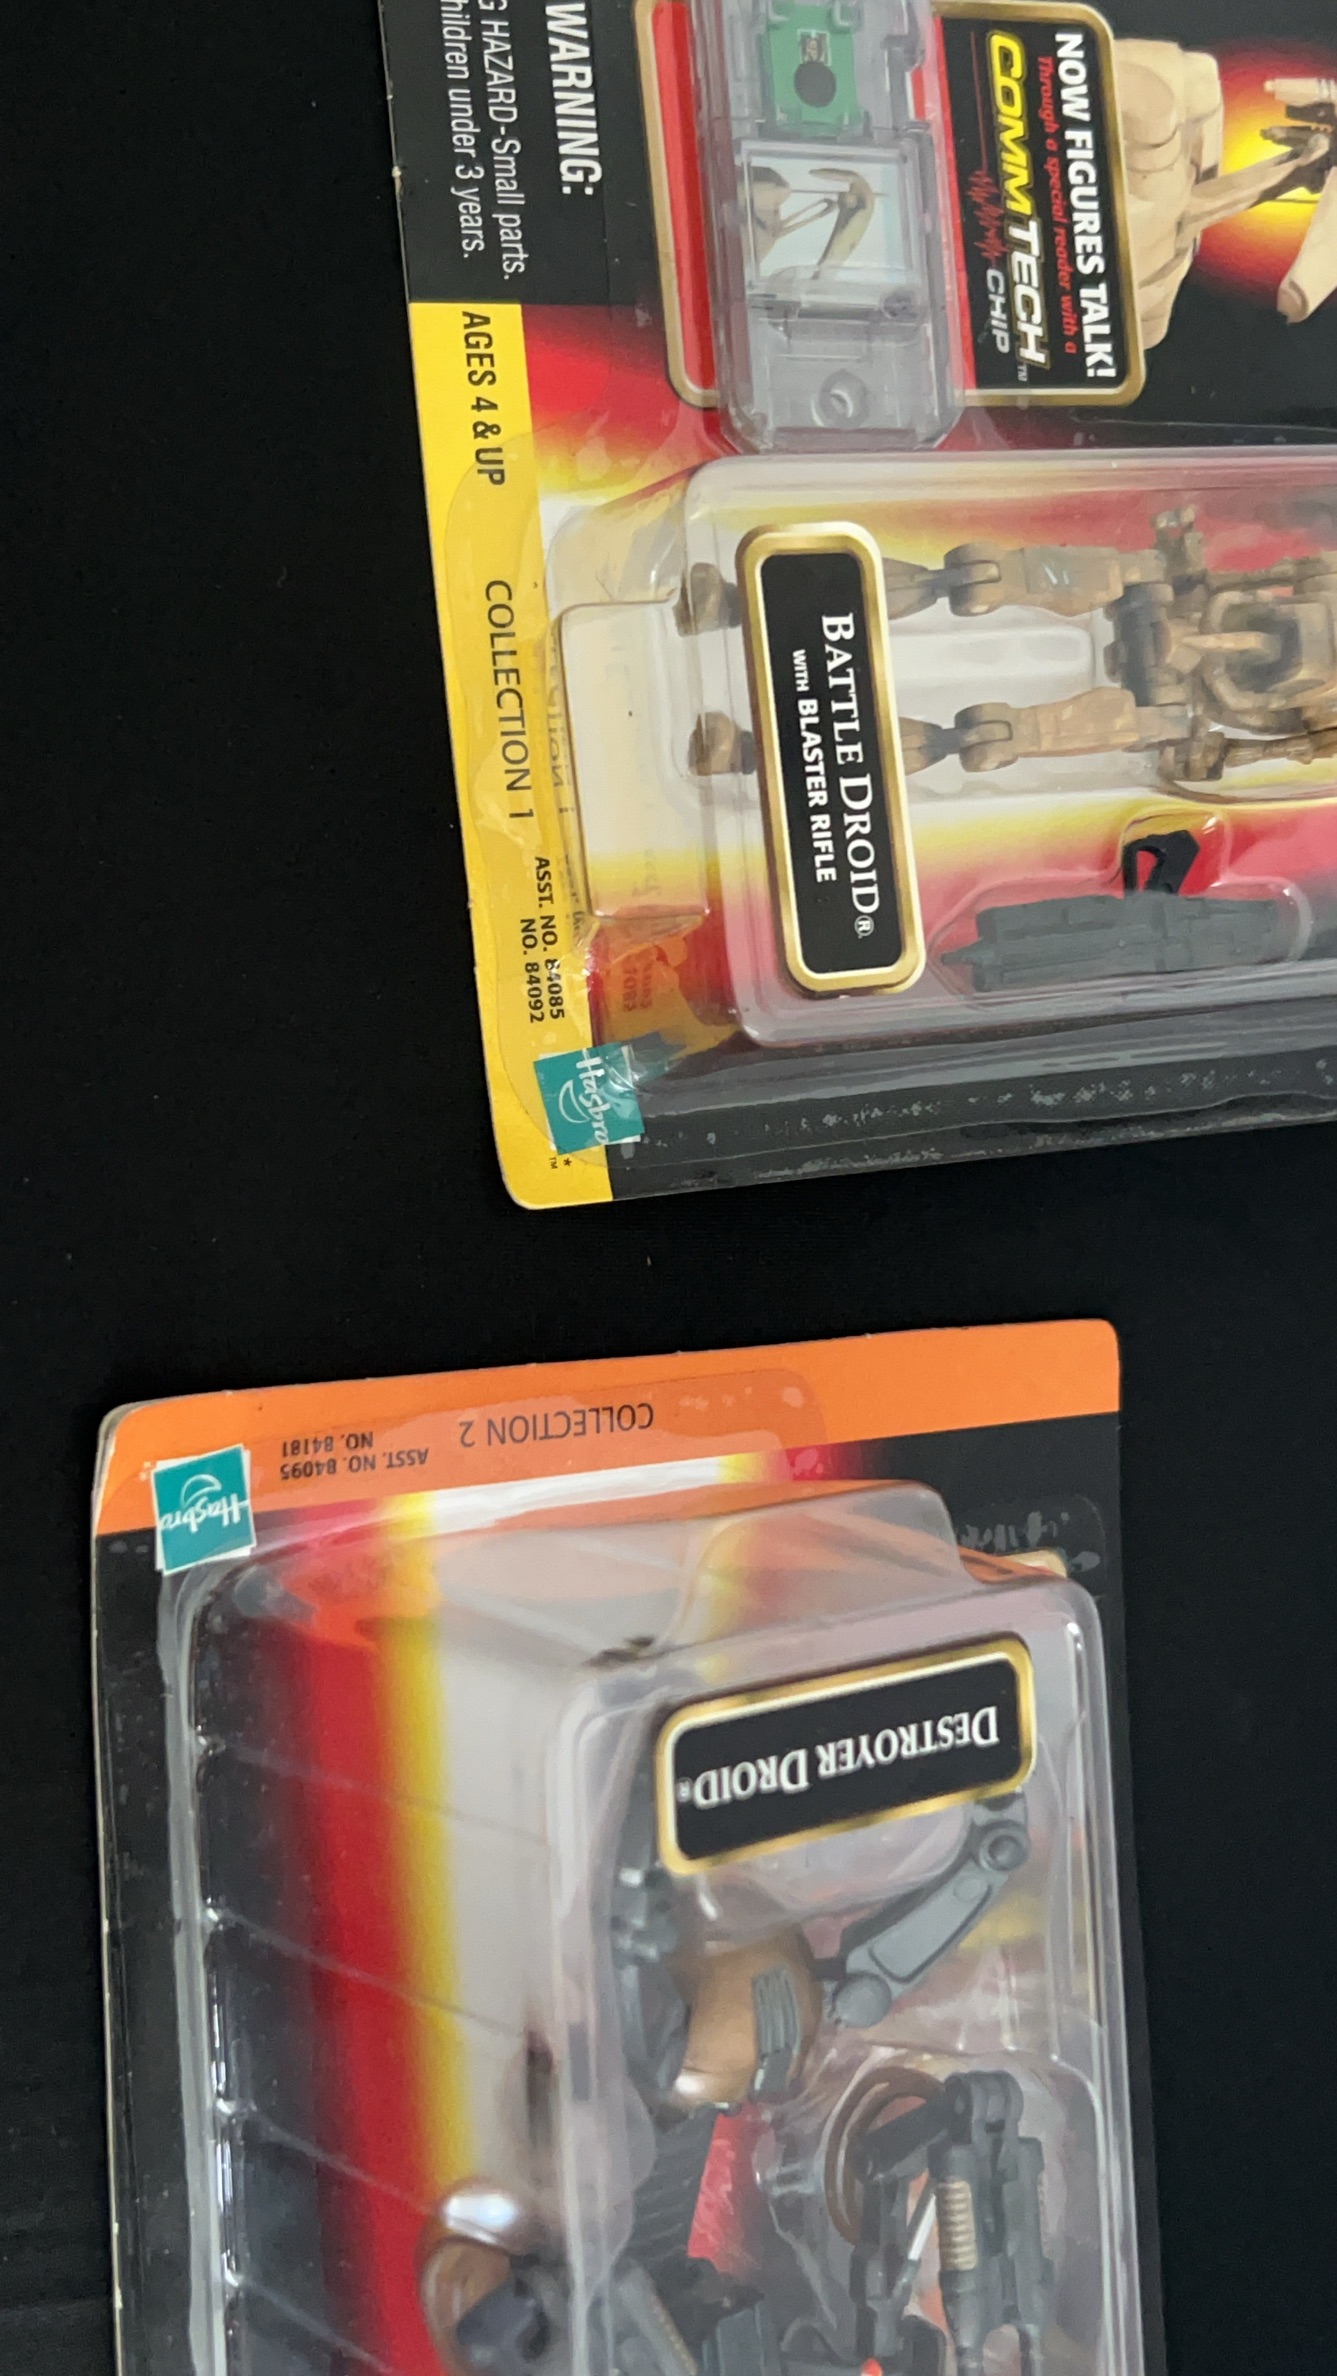 WARNING:
G HAZARD-Small parts.
hildren under 3 years.
NOW FIGURES TALK!
Through a special reader with a
COMMTECH™
CHIP
AGES 4 & UP
COLLECTION 1
ASST. NO. 84085
NO. 84092
BATTLE DROID®
WITH BLASTER RIFLE
Hasbro
™*
COLLECTION 2
ASST. NO. 84095
NO. 84181
Hasbro
DESTROYER DROID®